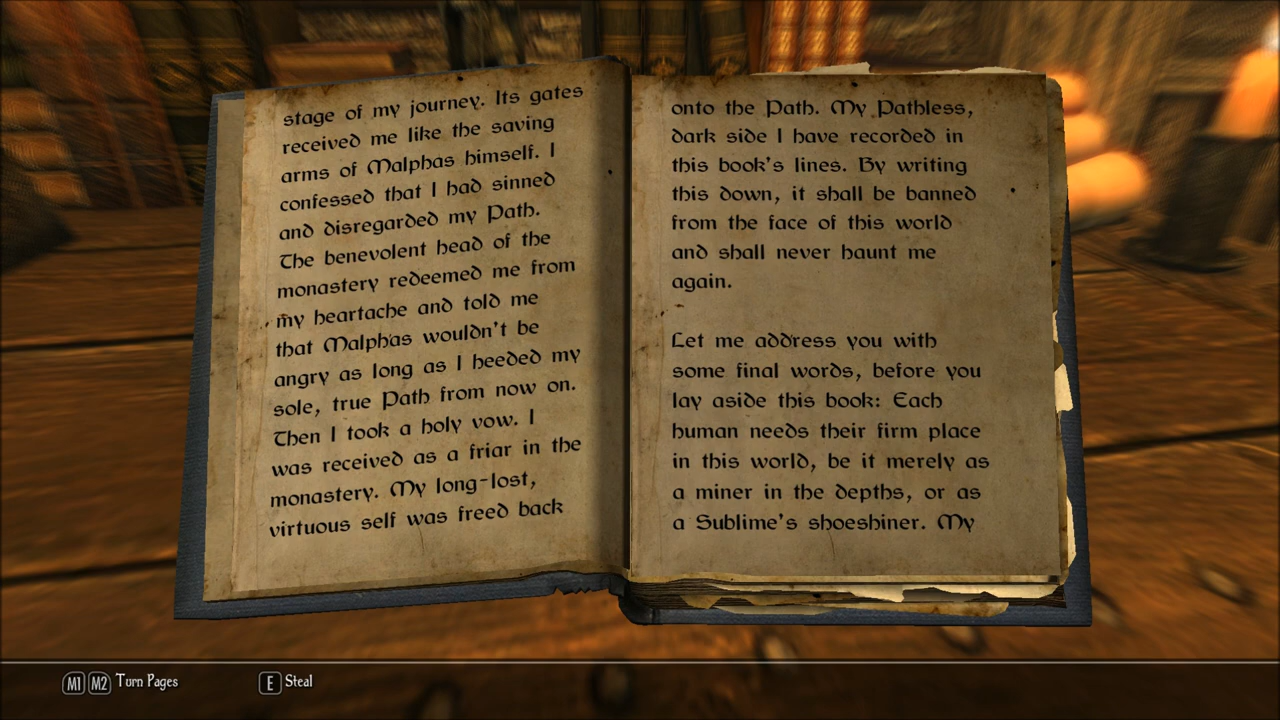 stage of my journey. Its gates
received me like the saving
arms of Malphas himself. I
confessed that I had sinned
and disregarded my Path.
The benevolent head of the
monastery redeemed me from
my heartache and told me
that Malphas wouldn't be
angry as long as I heeded my
sole, true Path from now on.
Then I took a holy vow. I
was received as a friar in the
monastery. My long-lost,
virtuous self was freed back
onto the Path. My Pathless,
dark side I have recorded in
this book's lines. By writing
this down, it shall be banned
from the face of this world
and shall never haunt me
again.
Let me address you with
some final words, before you
lay aside this book: Each
human needs their firm place
in this world, be it merely as
a miner in the depths, or as
a Sublime's shoeshiner. My
M1 M2 Turn Pages
E Steal